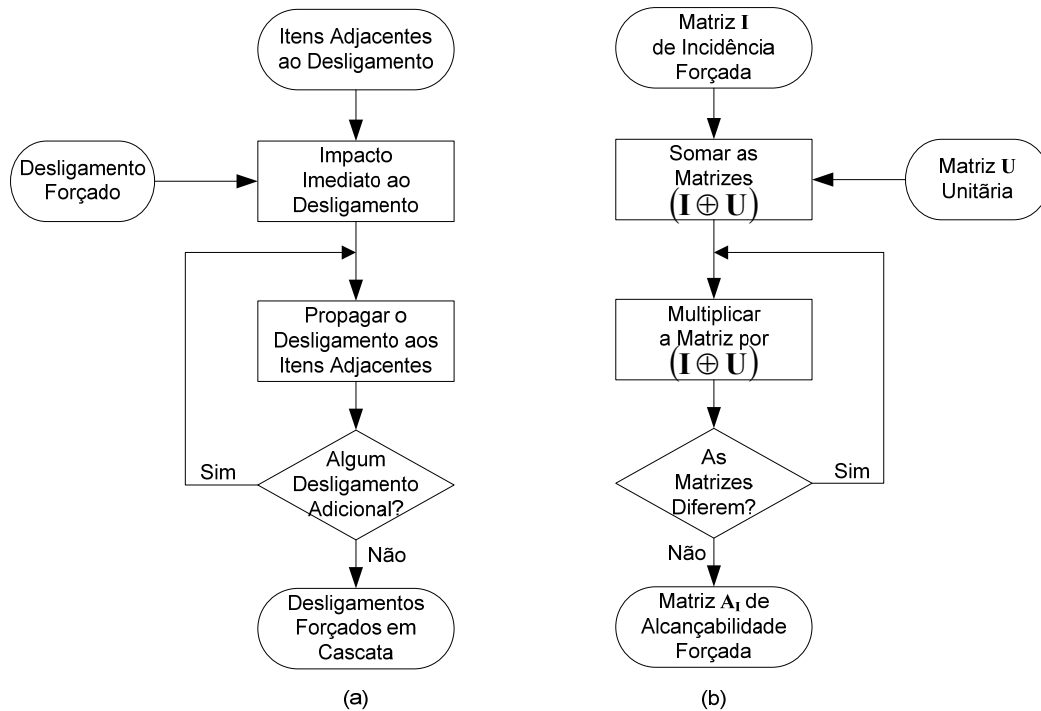 Itens Adjacentes
ao Desligamento
Desligamento
Forçado
Impacto
Imediato ao
Desligamento
Propagar o
Desligamento aos
Itens Adjacentes
Sim
Algum
Desligamento
Adicional?
Não
Desligamentos
Forçados em
Cascata
(a)
Matriz I
de Incidência
Forçada
Somar as
Matrizes
(I ⊕ U)
Matriz U
Unitãria
Multiplicar
a Matriz por
(I ⊕ U)
As
Matrizes
Diferem?
Sim
Não
Matriz A_I de
Alcançabilidade
Forçada
(b)